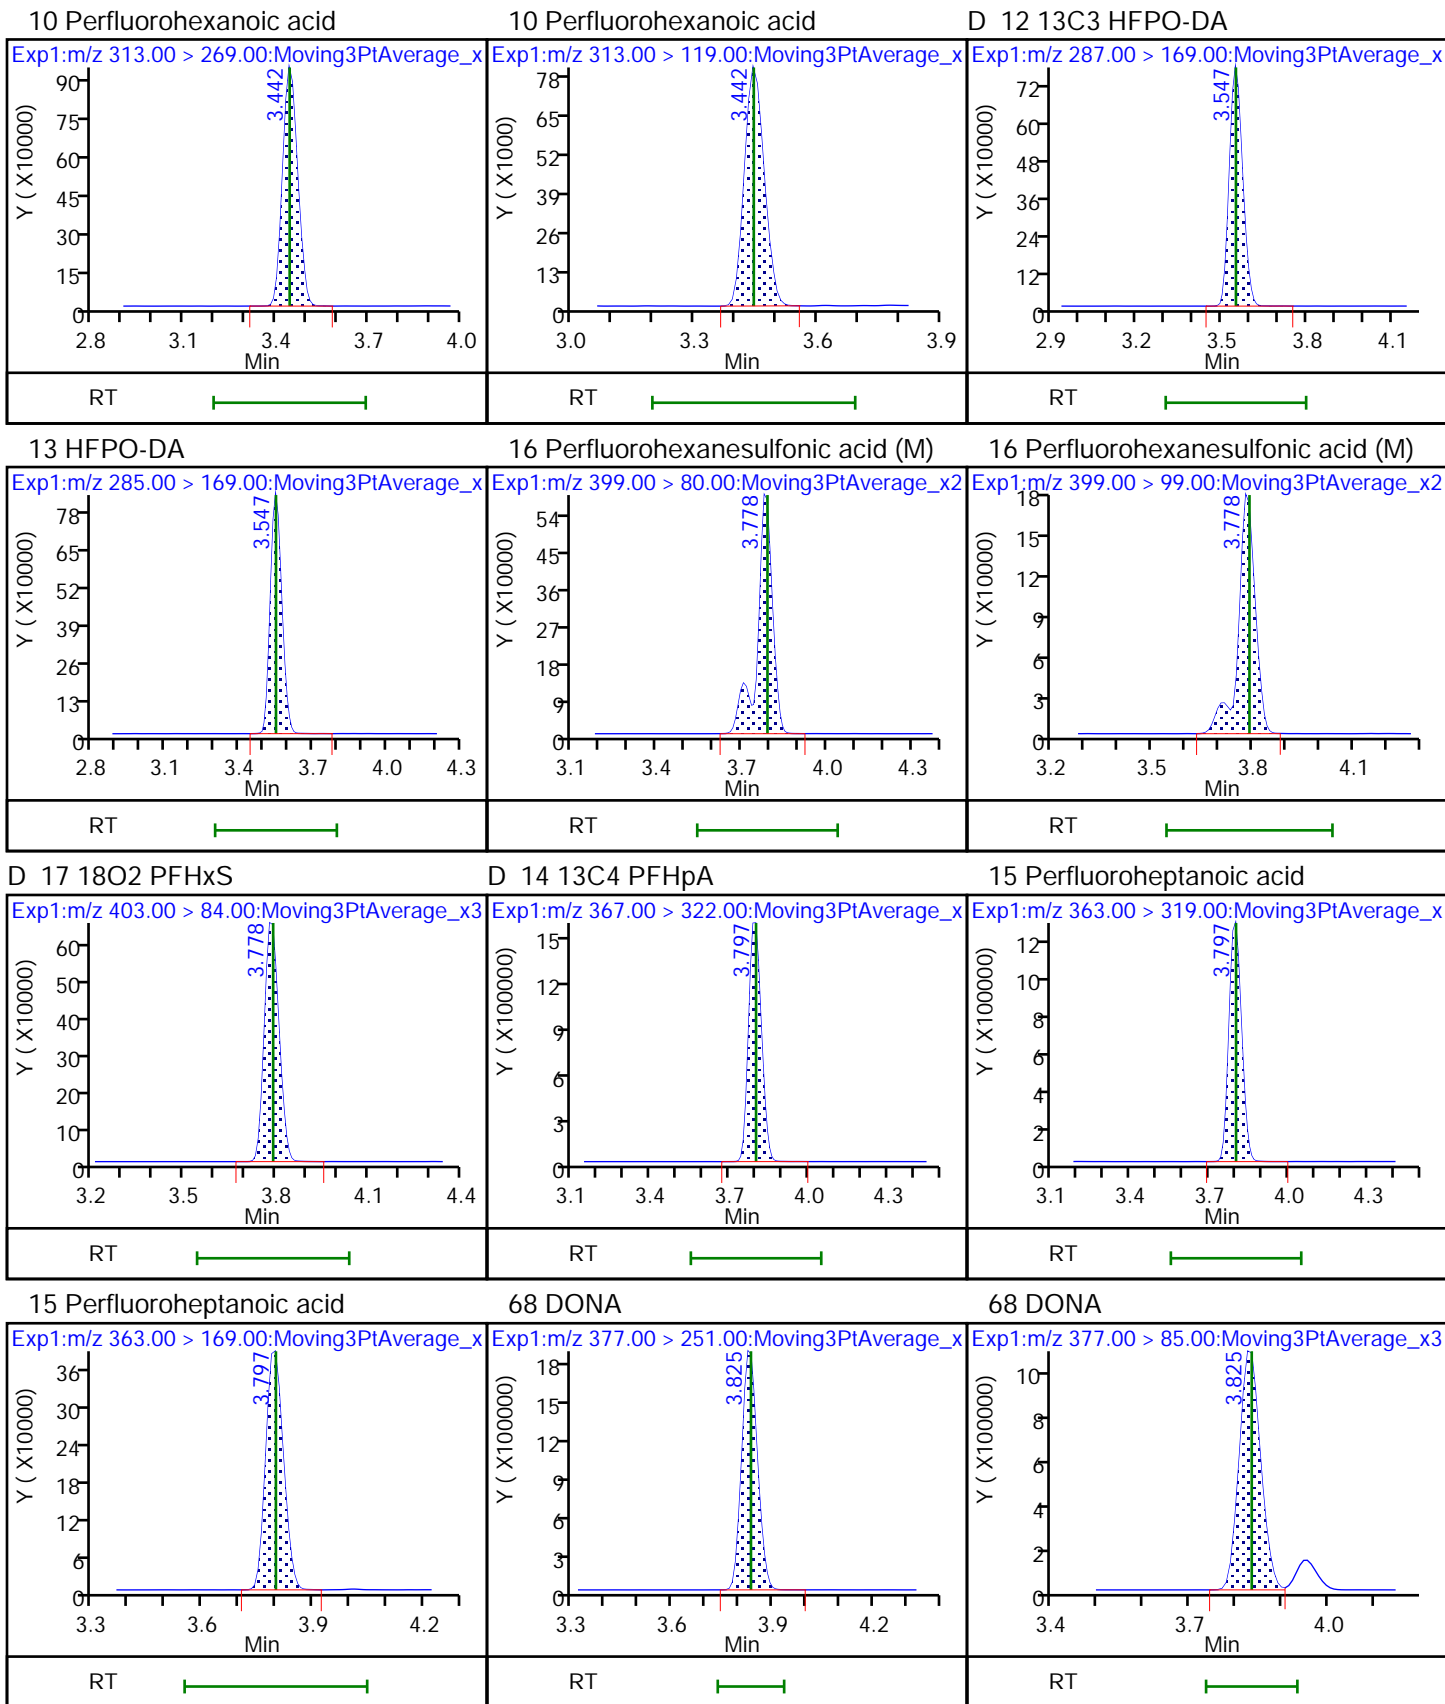 10 Perfluorohexanoic acid
Exp1:m/z 313.00 > 269.00:Moving3PtAverage_x
Y ( X10000)
90
75
60
45
30
15
0
3.442
2.8 3.1 3.4 3.7 4.0
Min
RT
10 Perfluorohexanoic acid
Exp1:m/z 313.00 > 119.00:Moving3PtAverage_x
Y ( X1000)
78
65
52
39
26
13
0
3.442
3.0 3.3 3.6 3.9
Min
RT
D 12 13C3 HFPO-DA
Exp1:m/z 287.00 > 169.00:Moving3PtAverage_x
Y ( X10000)
72
60
48
36
24
12
0
3.547
2.9 3.2 3.5 3.8 4.1
Min
RT
13 HFPO-DA
Exp1:m/z 285.00 > 169.00:Moving3PtAverage_x
Y ( X10000)
78
65
52
39
26
13
0
3.547
2.8 3.1 3.4 3.7 4.0 4.3
Min
RT
16 Perfluorohexanesulfonic acid (M)
Exp1:m/z 399.00 > 80.00:Moving3PtAverage_x2
Y ( X10000)
54
45
36
27
18
9
0
3.778
3.1 3.4 3.7 4.0 4.3
Min
RT
16 Perfluorohexanesulfonic acid (M)
Exp1:m/z 399.00 > 99.00:Moving3PtAverage_x2
Y ( X10000)
18
15
12
9
6
3
0
3.778
3.2 3.5 3.8 4.1
Min
RT
D 17 18O2 PFHxS
Exp1:m/z 403.00 > 84.00:Moving3PtAverage_x3
Y ( X10000)
60
50
40
30
20
10
0
3.778
3.2 3.5 3.8 4.1 4.4
Min
RT
D 14 13C4 PFHpA
Exp1:m/z 367.00 > 322.00:Moving3PtAverage_x
Y ( X100000)
15
12
9
6
3
0
3.797
3.1 3.4 3.7 4.0 4.3
Min
RT
15 Perfluoroheptanoic acid
Exp1:m/z 363.00 > 319.00:Moving3PtAverage_x
Y ( X100000)
12
10
8
6
4
2
0
3.797
3.1 3.4 3.7 4.0 4.3
Min
RT
15 Perfluoroheptanoic acid
Exp1:m/z 363.00 > 169.00:Moving3PtAverage_x
Y ( X10000)
36
30
24
18
12
6
0
3.797
3.3 3.6 3.9 4.2
Min
RT
68 DONA
Exp1:m/z 377.00 > 251.00:Moving3PtAverage_x
Y ( X100000)
18
15
12
9
6
3
0
3.825
3.3 3.6 3.9 4.2
Min
RT
68 DONA
Exp1:m/z 377.00 > 85.00:Moving3PtAverage_x3
Y ( X100000)
10
8
6
4
2
0
3.825
3.4 3.7 4.0
Min
RT